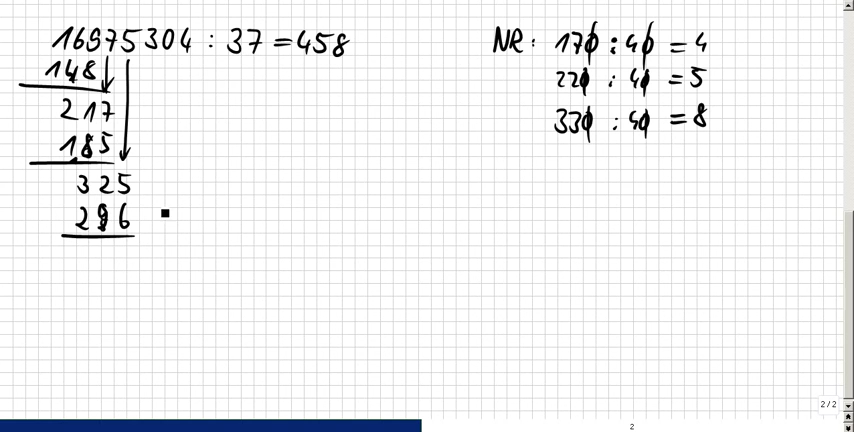 16975304 : 37 = 458
148
217
185
325
296
NR: 170 : 40 = 4
220 : 40 = 5
330 : 40 = 8
2/2
2